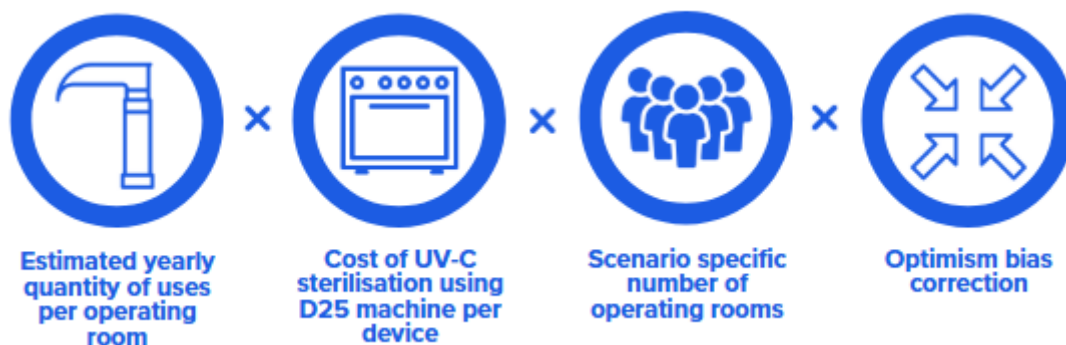 Estimated yearly
quantity of uses
per operating
room
×
Cost of UV-C
sterilisation using
D25 machine per
device
×
Scenario specific
number of
operating rooms
×
Optimism bias
correction